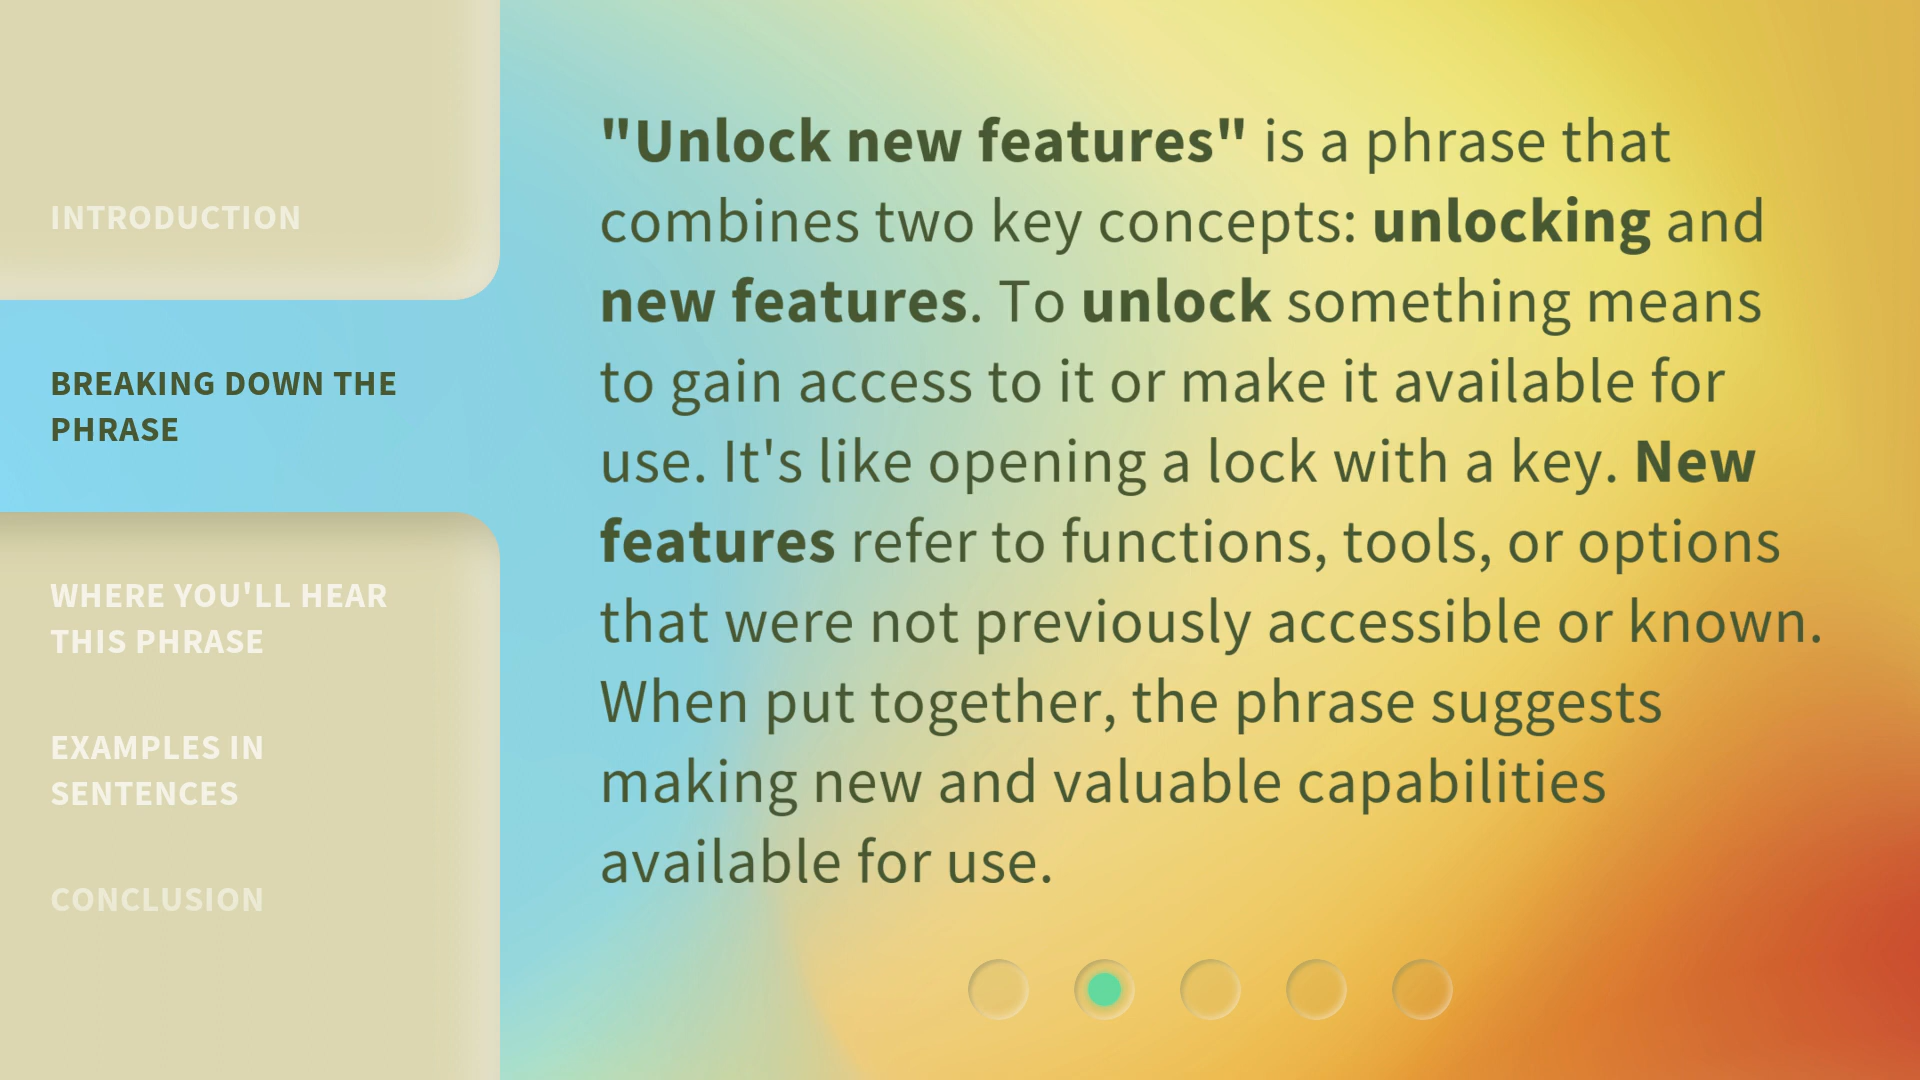 INTRODUCTION
BREAKING DOWN THE
PHRASE
WHERE YOU'LL HEAR
THIS PHRASE
EXAMPLES IN
SENTENCES
CONCLUSION
"Unlock new features" is a phrase that
combines two key concepts: unlocking and
new features. To unlock something means
to gain access to it or make it available for
use. It's like opening a lock with a key. New
features refer to functions, tools, or options
that were not previously accessible or known.
When put together, the phrase suggests
making new and valuable capabilities
available for use.